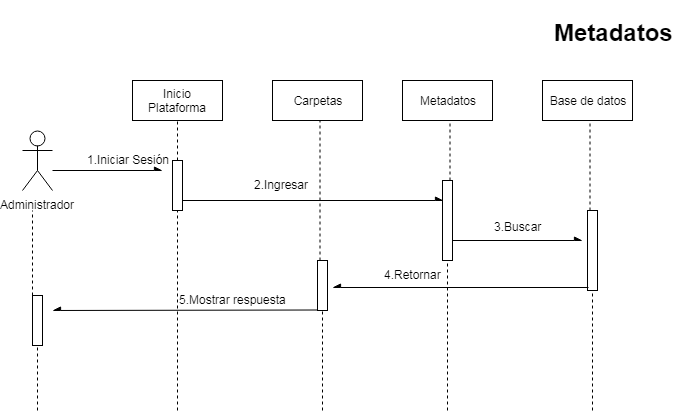 Metadatos
Inicio
Plataforma
Carpetas
Metadatos
Base de datos
1.Iniciar Sesión
2.Ingresar
Administrador
3.Buscar
4.Retornar
5.Mostrar respuesta